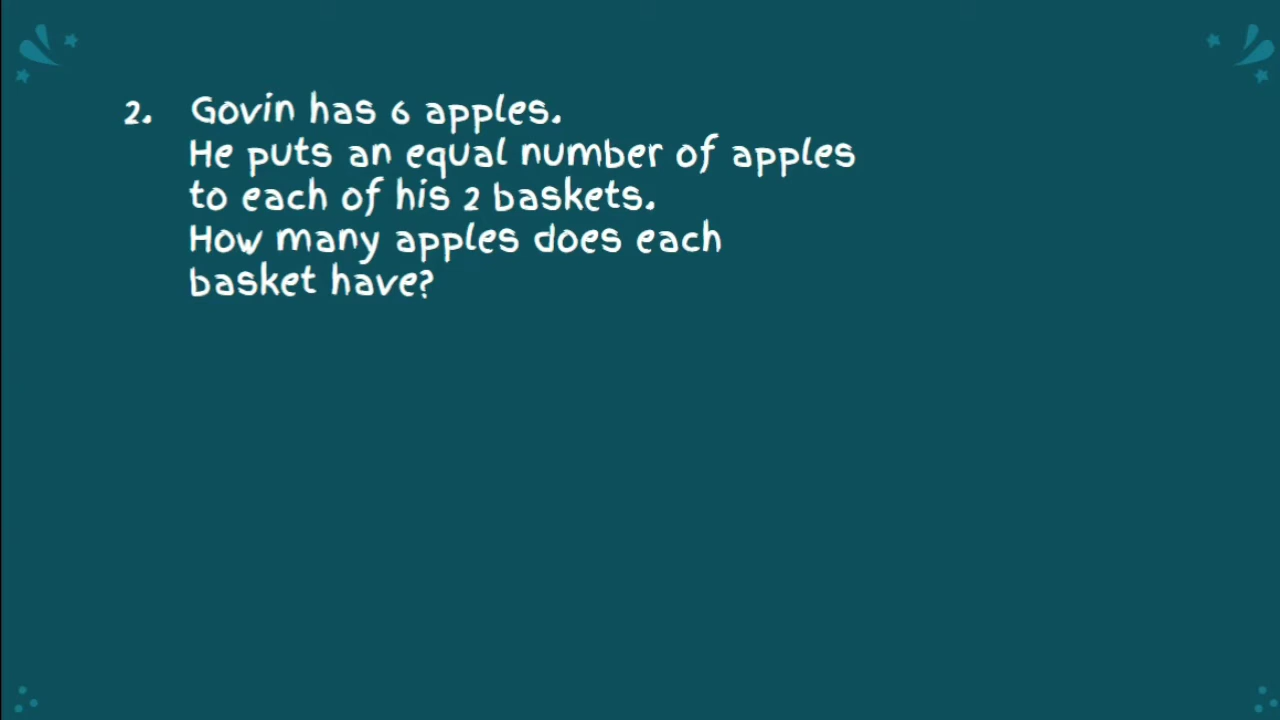 2. Govin has 6 apples.
He puts an equal number of apples
to each of his 2 baskets.
How many apples does each
basket have?